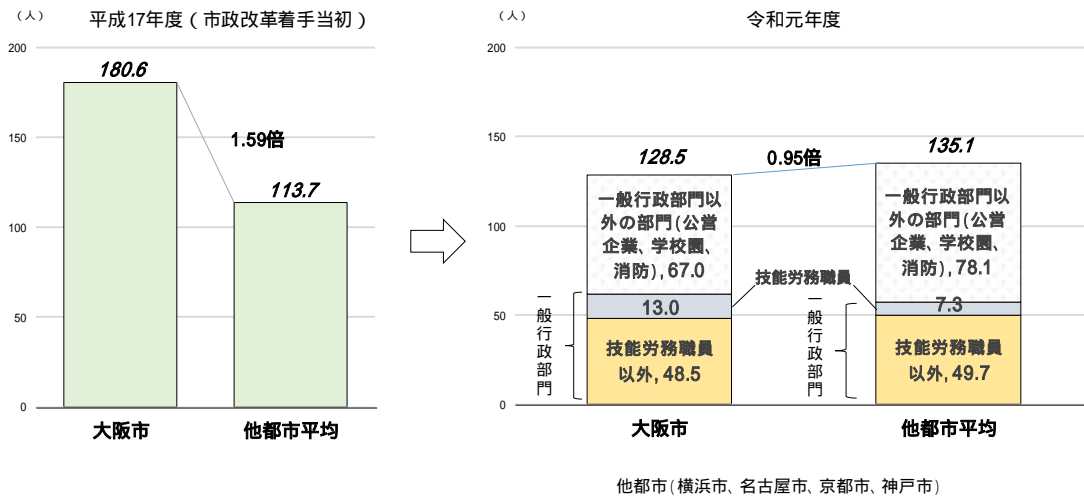 （人）
平成17年度（市政改革着手当初）
200
150
100
50
0
180.6
1.59倍
113.7
大阪市
他都市平均
（人）
令和元年度
200
150
100
50
0
128.5
0.95倍
135.1
一般行政部門以
外の部門(公営
企業、学校園、
消防), 67.0
13.0
技能労務職員
以外, 48.5
一般行政部門
技能労務職員
一般行政部門以
外の部門(公営
企業、学校園、
消防), 78.1
7.3
技能労務職員
以外, 49.7
一般行政部門
大阪市
他都市平均
他都市(横浜市、名古屋市、京都市、神戸市)